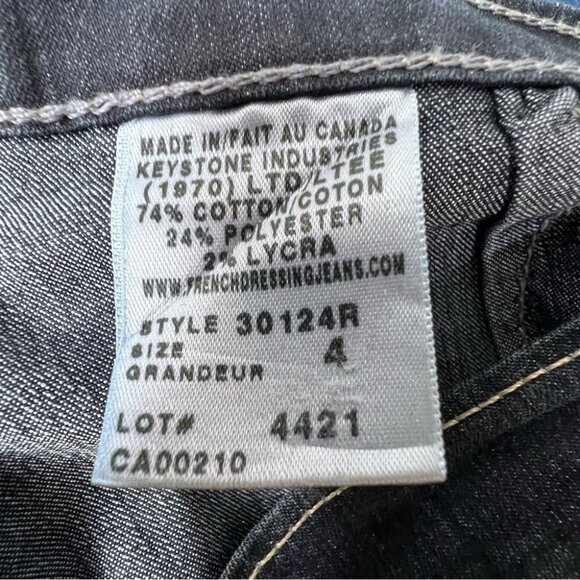 MADE IN/FAIT AU CANADA
KEYSTONE INDUSTRIES
(1970) LTD/LTEE
74% COTTON/COTON
24% POLYESTER
2% LYCRA
WWW.FRENCHDRESSINGJEANS.COM
STYLE 30124R
SIZE 4
GRANDEUR
LOT# 4421
CA00210